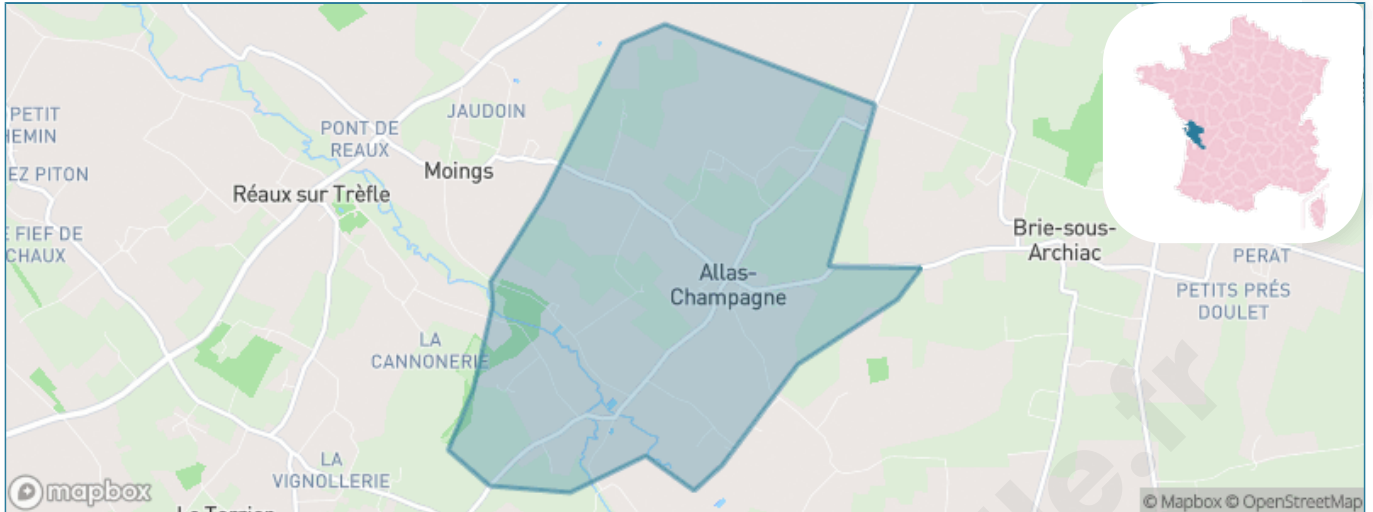 PETIT
HEMIN
EZ PITON
E FIEF DE
CHAUX
JAUDOIN
PONT DE
REAUX
Moings
Réaux sur Trèfle
Allas-
Champagne
Brie-sous-
Archiac
PERAT
PETITS PRÉS
DOULET
LA
CANNONERIE
LA
VIGNOLLERIE
mapbox
© Mapbox © OpenStreetMap